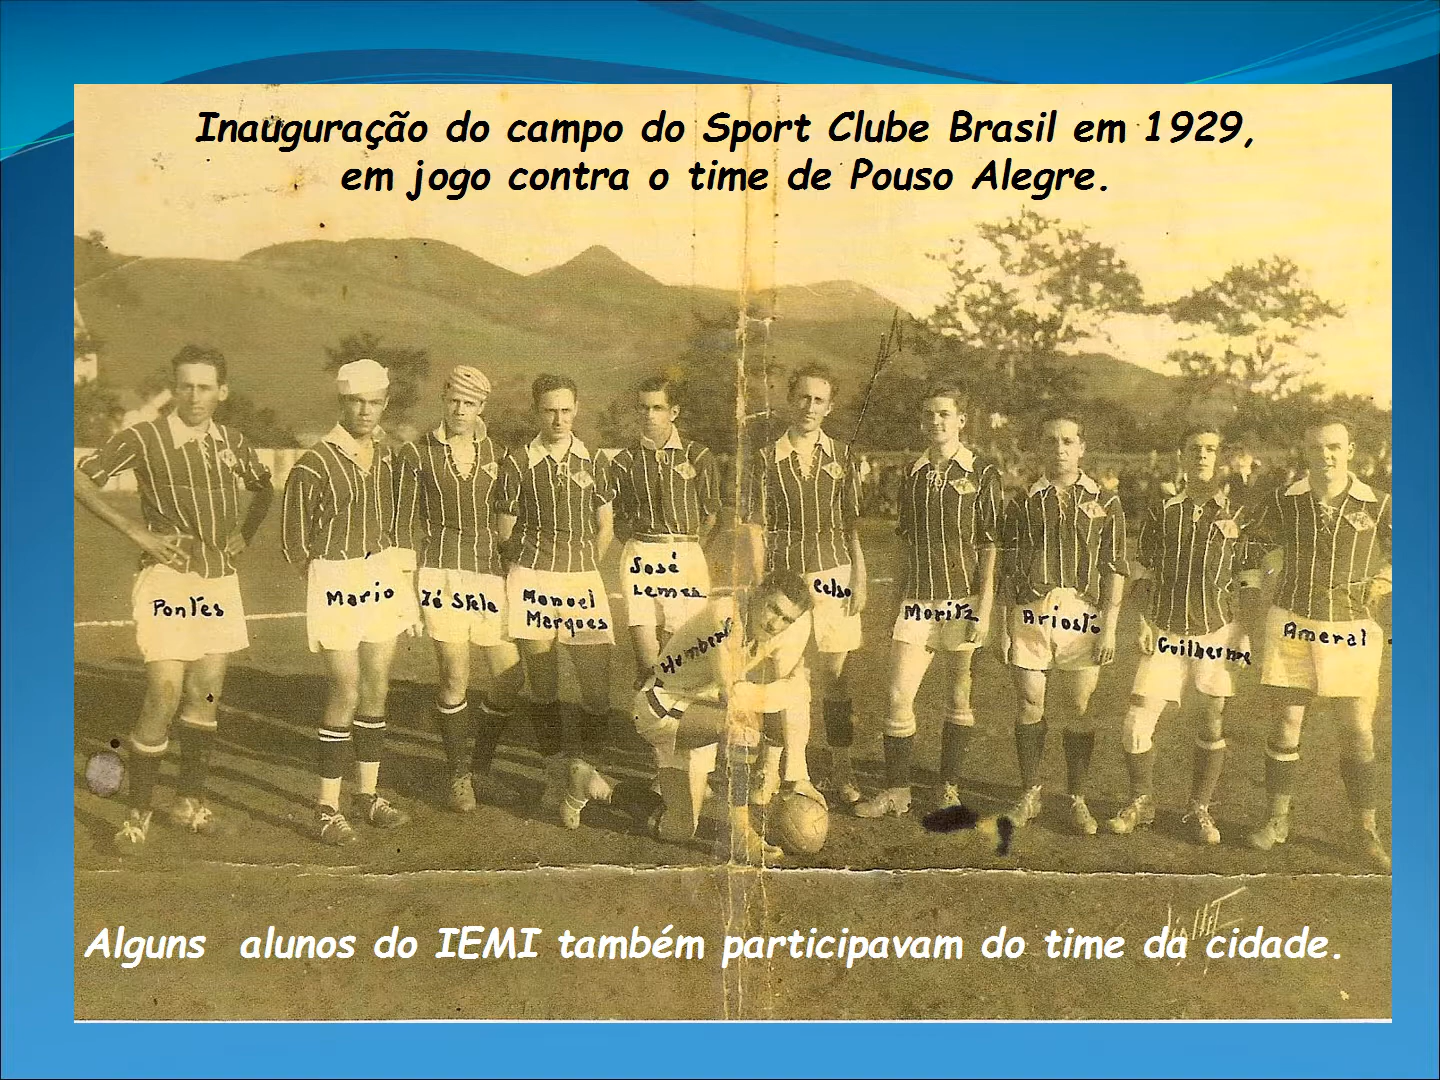 Inauguração do campo do Sport Clube Brasil em 1929,
em jogo contra o time de Pouso Alegre.
Pontes
Mario
Zé Stela
Manoel
Marques
José
Lemes
Humberto
Celso
Moritz
Ariosto
Guilherme
Amaral
Alguns alunos do IEMI também participavam do time da cidade.